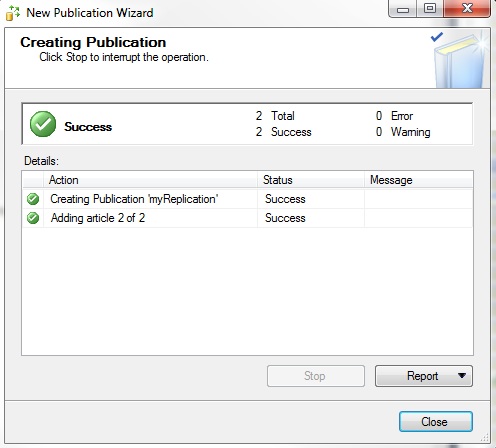 New Publication Wizard
Creating Publication
Click Stop to interrupt the operation.
Success 2 Total 0 Error
2 Success 0 Warning
Details:
Action Status Message
Creating Publication 'myReplication' Success
Adding article 2 of 2 Success
Stop Report
Close